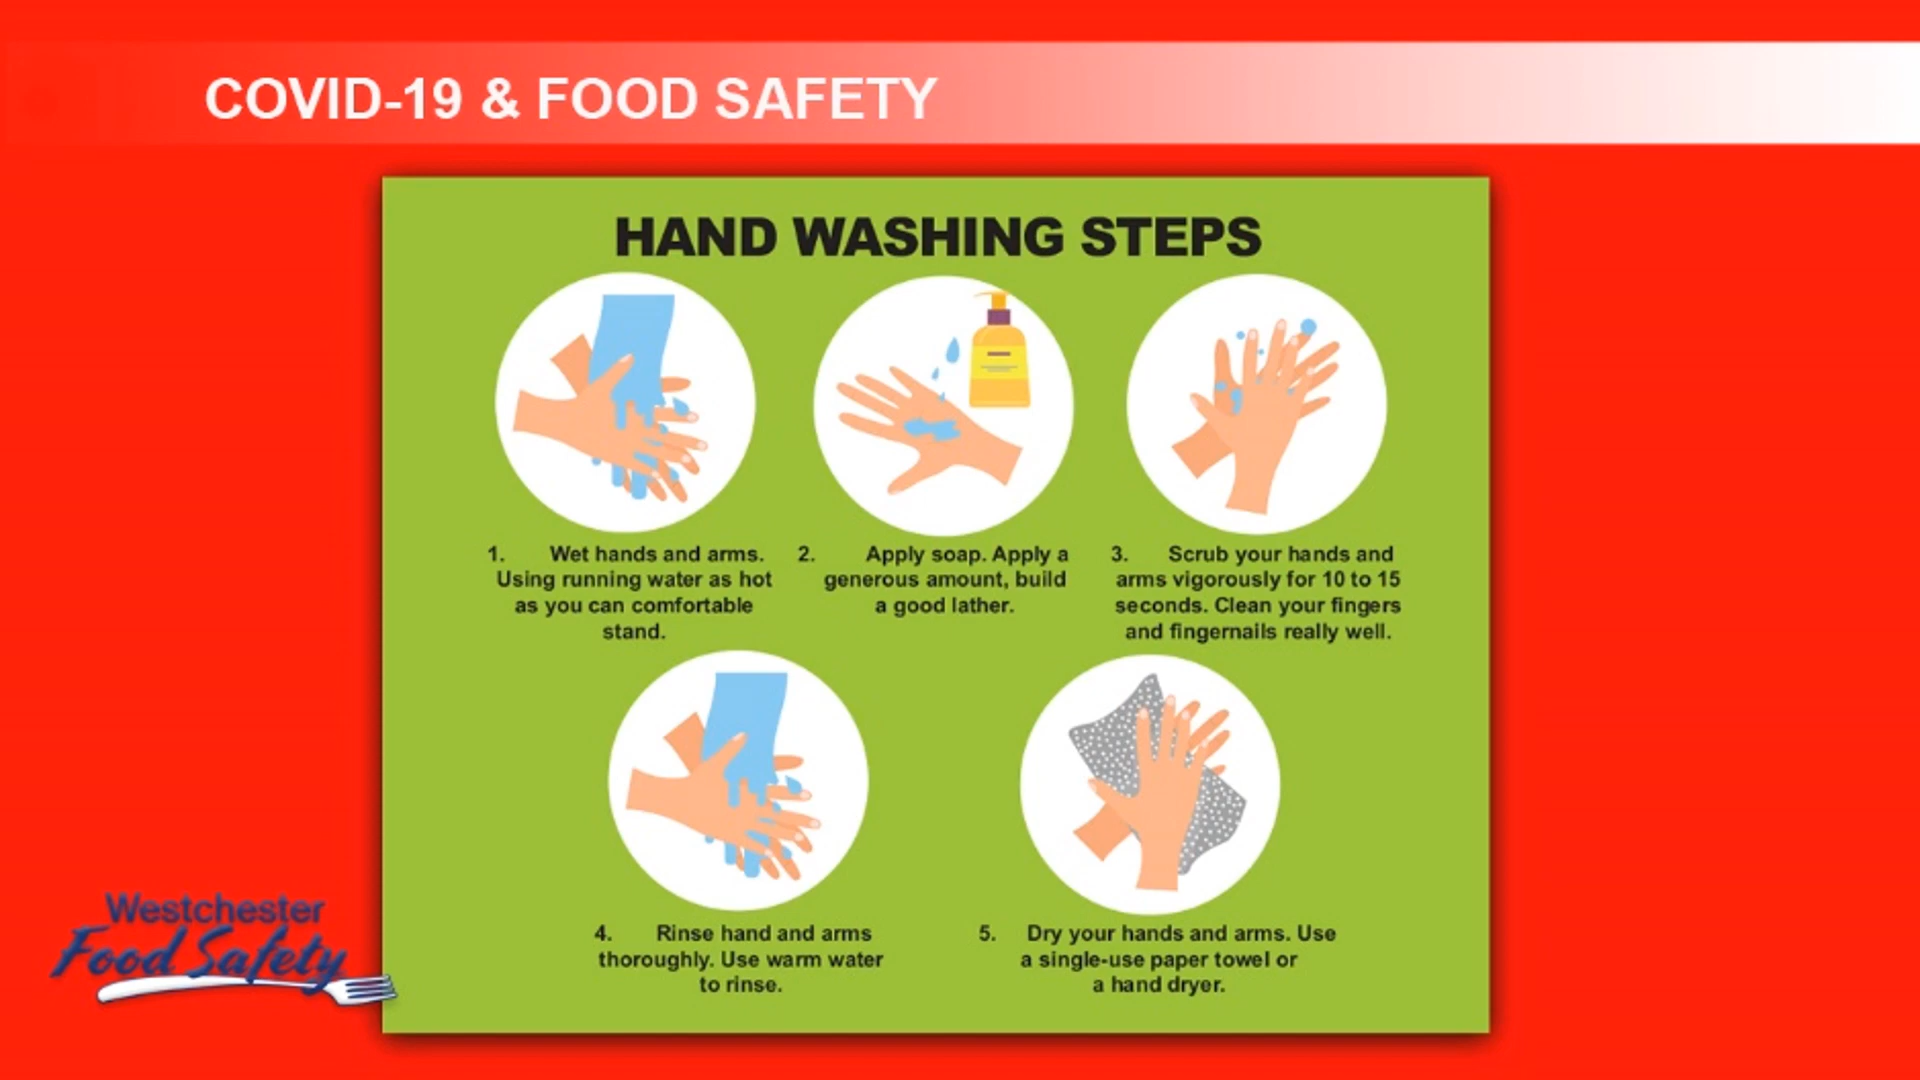 COVID-19 & FOOD SAFETY
HAND WASHING STEPS
1. Wet hands and arms.
Using running water as hot
as you can comfortable
stand.
2. Apply soap. Apply a
generous amount, build
a good lather.
3. Scrub your hands and
arms vigorously for 10 to 15
seconds. Clean your fingers
and fingernails really well.
4. Rinse hand and arms
thoroughly. Use warm water
to rinse.
5. Dry your hands and arms. Use
a single-use paper towel or
a hand dryer.
Westchester
Food Safety